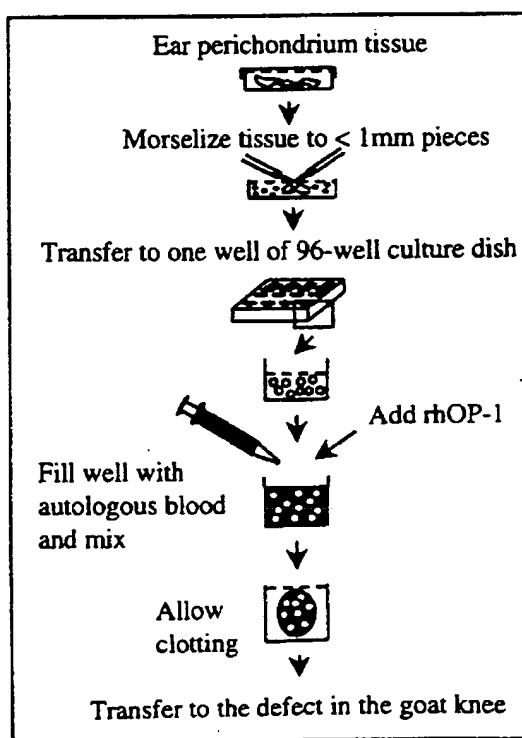 Ear perichondrium tissue
Morselize tissue to < 1mm pieces
Transfer to one well of 96-well culture dish
Add rhOP-1
Fill well with
autologous blood
and mix
Allow
clotting
Transfer to the defect in the goat knee